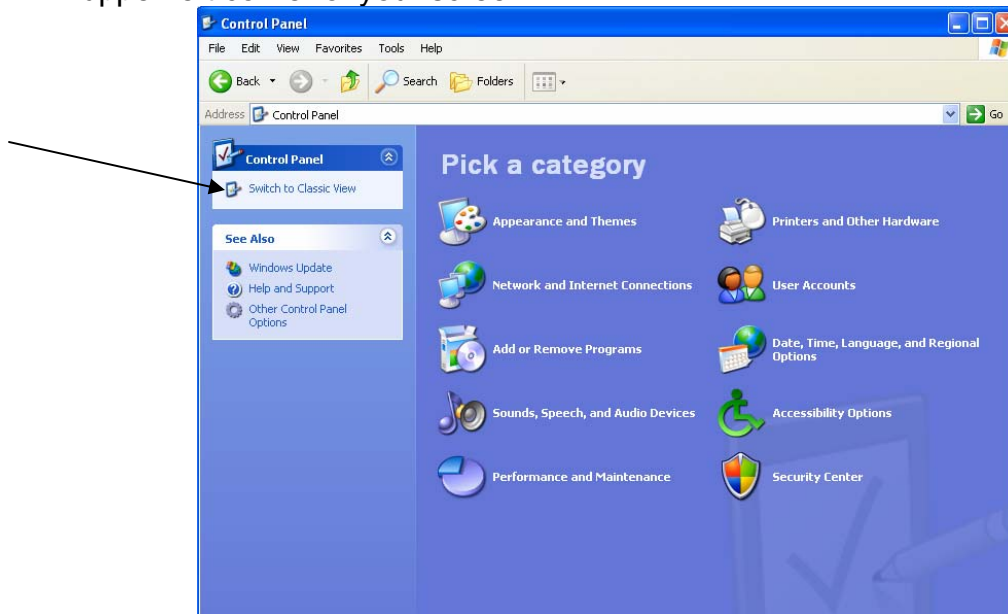 Control Panel
File Edit View Favorites Tools Help
Back Search Folders
Address Control Panel Go
Control Panel
Switch to Classic View
See Also
Windows Update
Help and Support
Other Control Panel
Options
Pick a category
Appearance and Themes
Printers and Other Hardware
Network and Internet Connections
User Accounts
Add or Remove Programs
Date, Time, Language, and Regional
Options
Sounds, Speech, and Audio Devices
Accessibility Options
Performance and Maintenance
Security Center